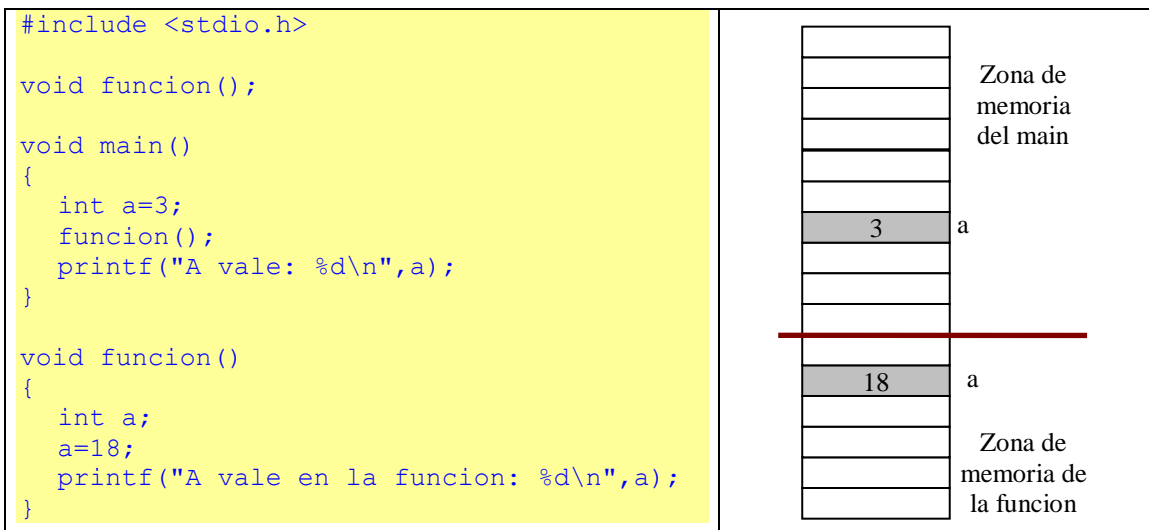 #include <stdio.h>
void funcion();
void main()
{
int a=3;
funcion();
printf("A vale: %d\n",a);
}
void funcion()
{
int a;
a=18;
printf("A vale en la funcion: %d\n",a);
}
Zona de
memoria
del main
3 a
18 a
Zona de
memoria de
la funcion